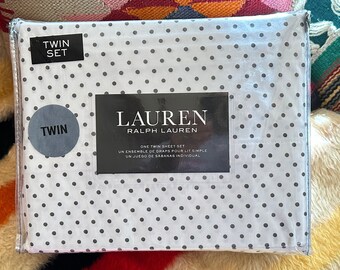 TWIN
SET
TWIN
LAUREN
RALPH LAUREN
ONE TWIN SHEET SET
UN ENSEMBLE DE DRAPS POUR LIT SIMPLE
UN JUEGO DE SÁBANAS INDIVIDUAL